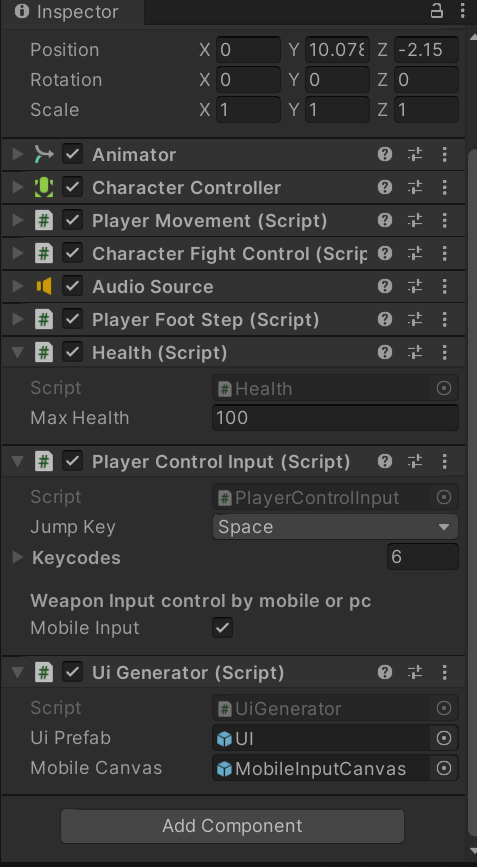 Inspector
Position X 0 Y 10.078 Z -2.15
Rotation X 0 Y 0 Z 0
Scale X 1 Y 1 Z 1
Animator
Character Controller
# Player Movement (Script)
# Character Fight Control (Scrip
Audio Source
# Player Foot Step (Script)
# Health (Script)
Script # Health
Max Health 100
# Player Control Input (Script)
Script # PlayerControlInput
Jump Key Space
Keycodes 6
Weapon Input control by mobile or pc
Mobile Input
# Ui Generator (Script)
Script # UiGenerator
Ui Prefab UI
Mobile Canvas MobileInputCanvas
Add Component